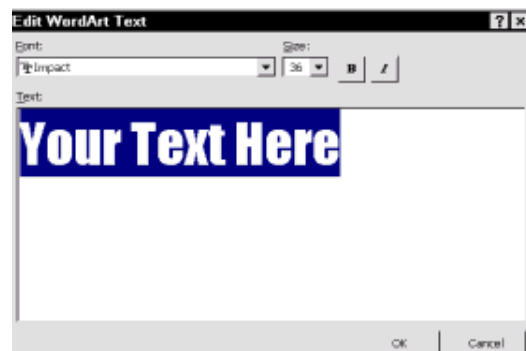 Edit WordArt Text
Font: Size:
Impact 36 B I
Text:
Your Text Here
OK Cancel